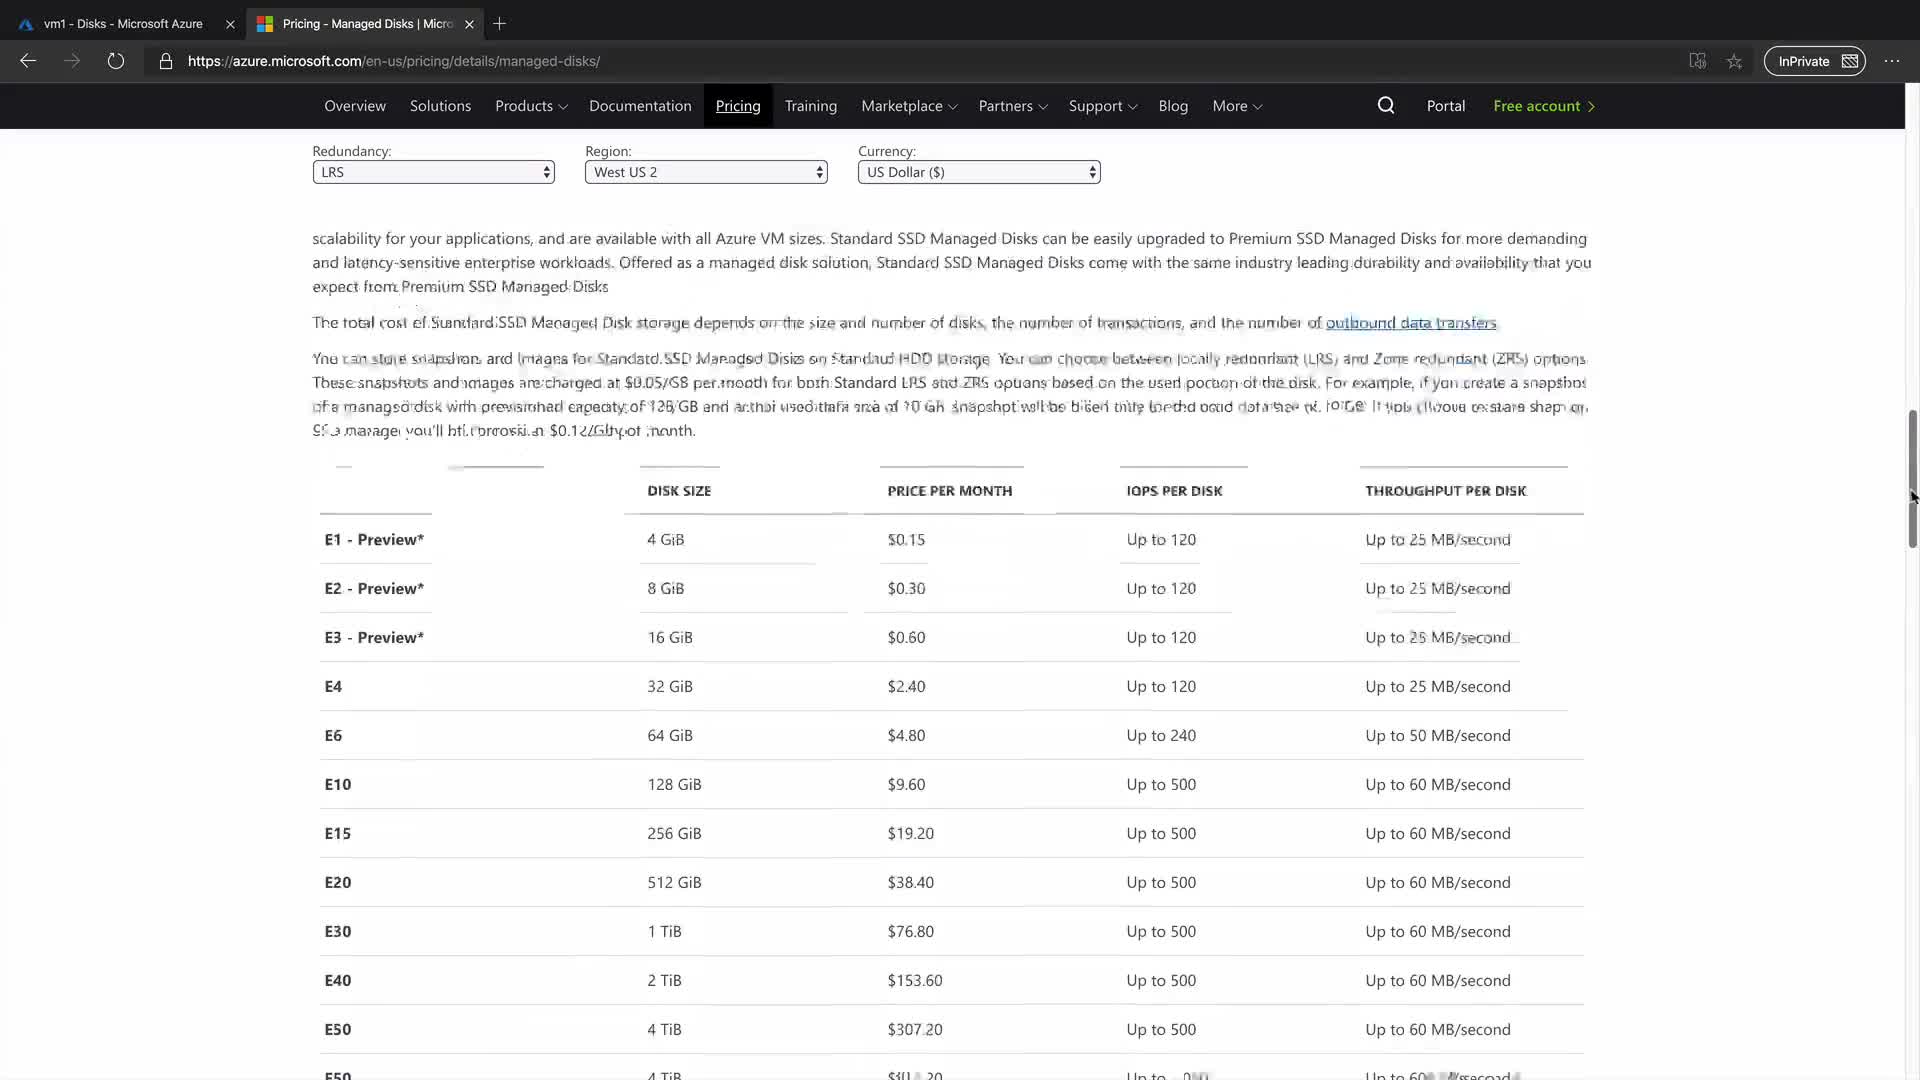 vm1 - Disks - Microsoft Azure
Pricing - Managed Disks | Micro
https://azure.microsoft.com/en-us/pricing/details/managed-disks/
InPrivate
Overview Solutions Products Documentation Pricing Training Marketplace Partners Support Blog More Portal Free account
Redundancy: Region: Currency:
LRS West US 2 US Dollar ($)
scalability for your applications, and are available with all Azure VM sizes. Standard SSD Managed Disks can be easily upgraded to Premium SSD Managed Disks for more demanding
and latency-sensitive enterprise workloads. Offered as a managed disk solution, Standard SSD Managed Disks come with the same industry leading durability and availability that you
expect from Premium SSD Managed Disks
The total cost of Standard SSD Managed Disk storage depends on the size and number of disks, the number of transactions, and the number of outbound data transfers
You can store snapshots and Images for Standard SSD Managed Disks on Standard HDD storage You can choose between locally redundant (LRS) and Zone redundant (ZRS) options
These snapshots and images are charged at $0.05/GB per month for both Standard LRS and ZRS options based on the used portion of the disk. For example, if you create a snapshot
of a managed disk with provisioned capacity of 128 GB and used data size of 10 snapshot will be billed only for the used data size
$0.12/ month.
DISK SIZE PRICE PER MONTH IOPS PER DISK THROUGHPUT PER DISK
E1 - Preview* 4 GiB $0.15 Up to 120 Up to 25 MB/second
E2 - Preview* 8 GiB $0.30 Up to 120 Up to 25 MB/second
E3 - Preview* 16 GiB $0.60 Up to 120 Up to 25 MB/second
E4 32 GiB $2.40 Up to 120 Up to 25 MB/second
E6 64 GiB $4.80 Up to 240 Up to 50 MB/second
E10 128 GiB $9.60 Up to 500 Up to 60 MB/second
E15 256 GiB $19.20 Up to 500 Up to 60 MB/second
E20 512 GiB $38.40 Up to 500 Up to 60 MB/second
E30 1 TiB $76.80 Up to 500 Up to 60 MB/second
E40 2 TiB $153.60 Up to 500 Up to 60 MB/second
E50 4 TiB $307.20 Up to 500 Up to 60 MB/second
E50 4 TiB Up to Up to